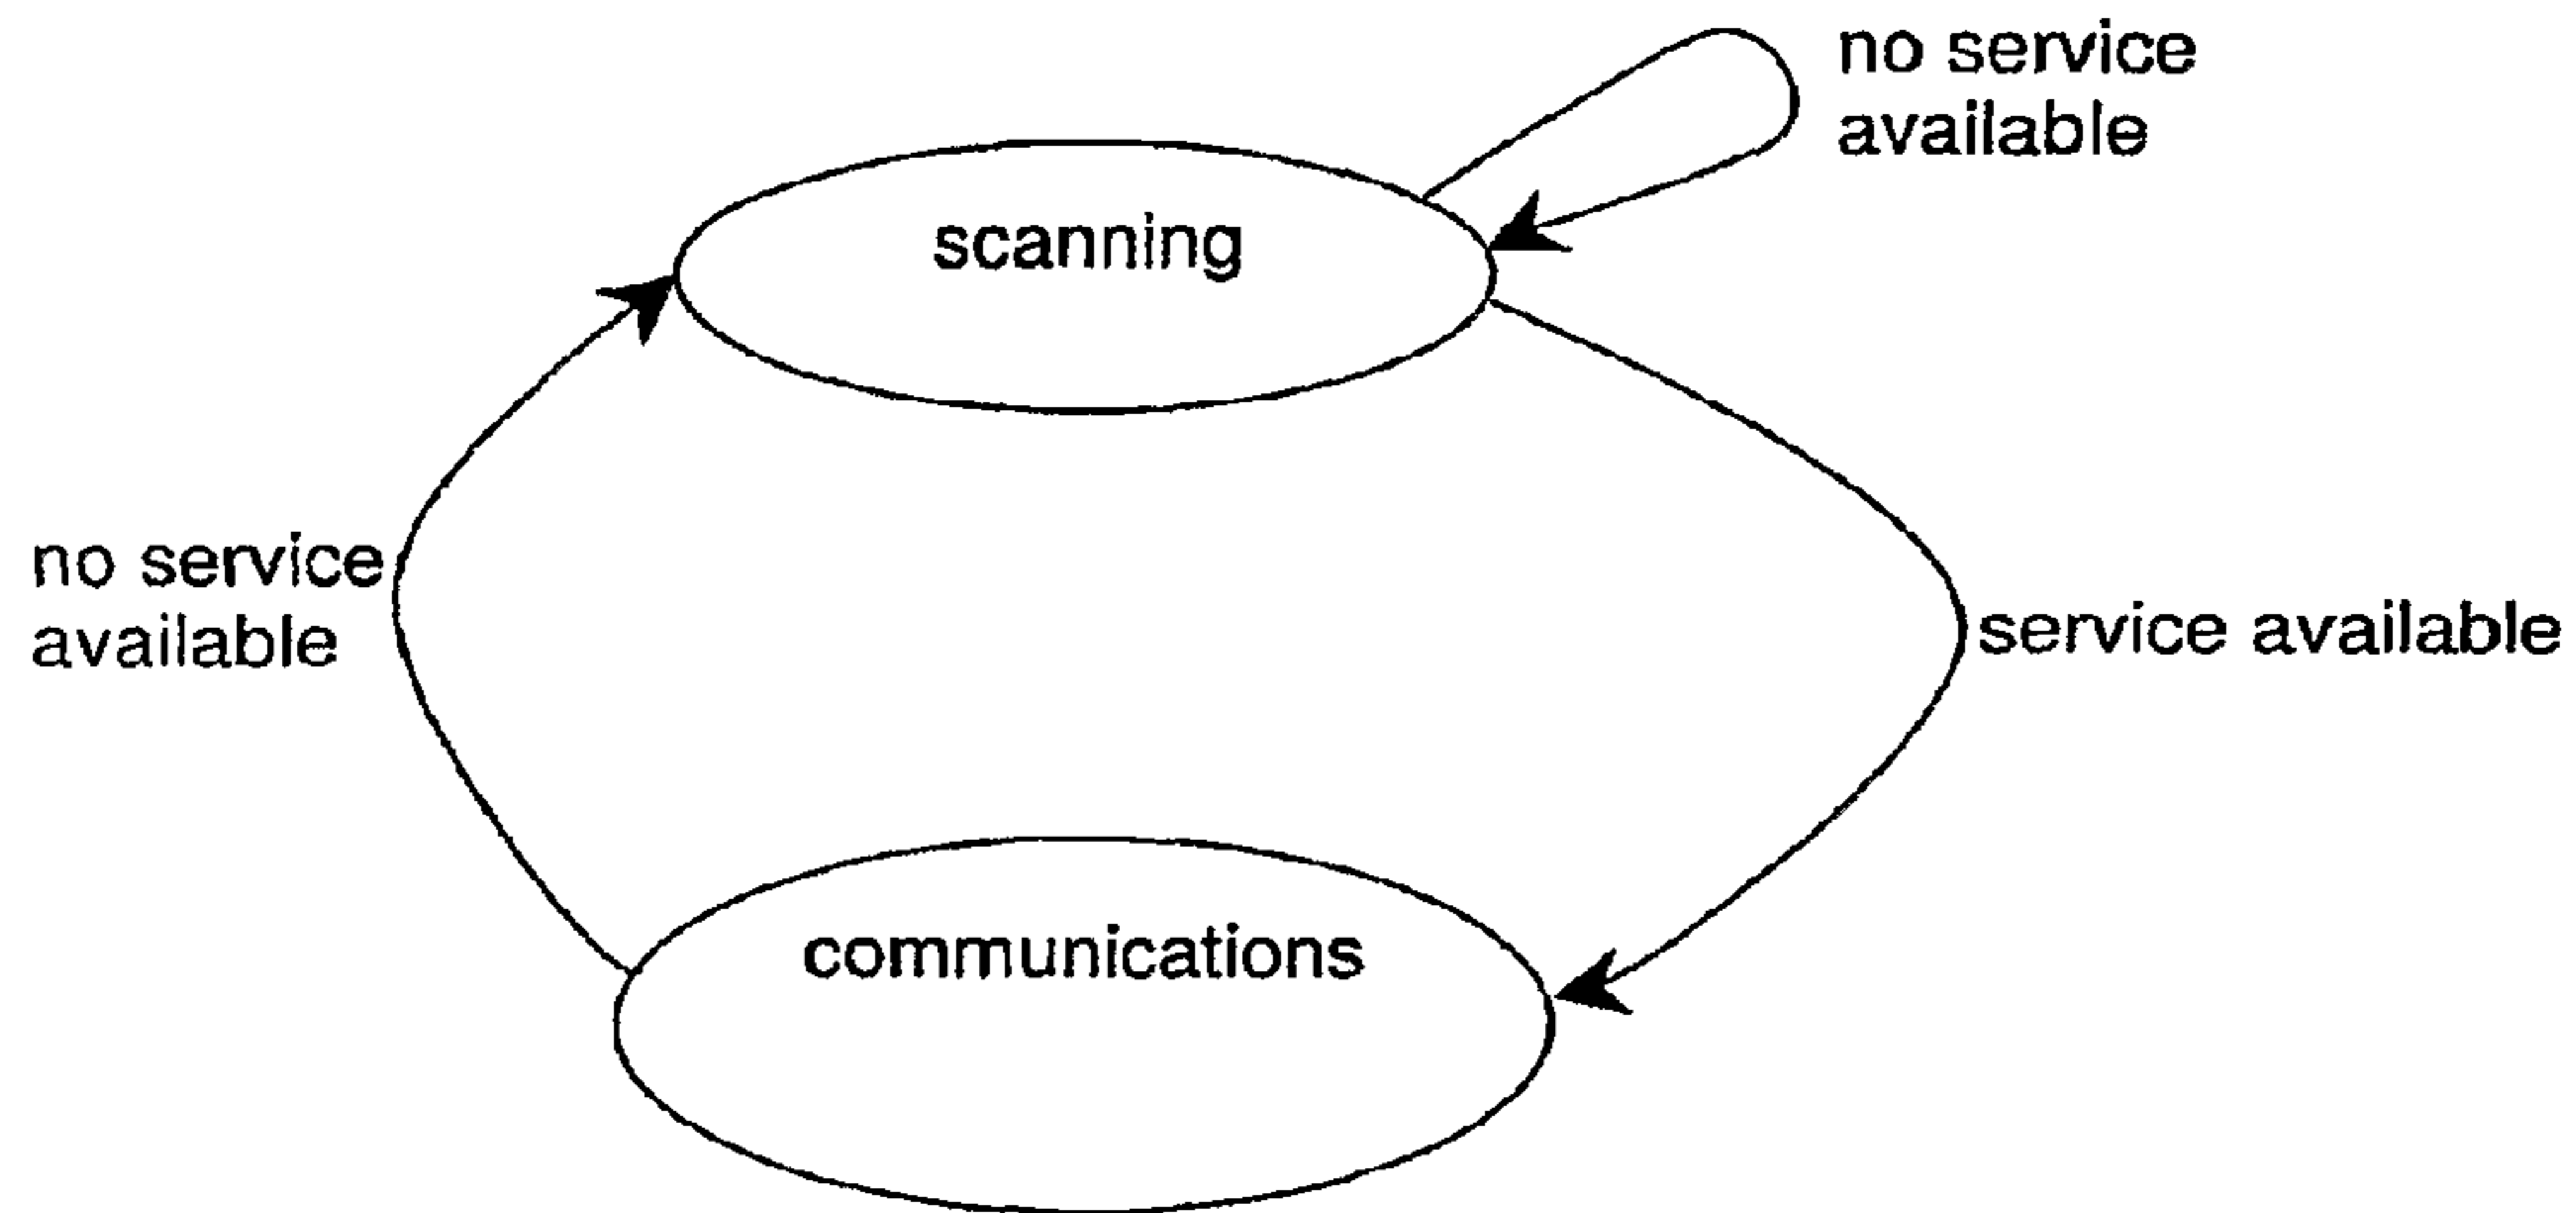 no service
available
scanning
no service
available
service available
communications